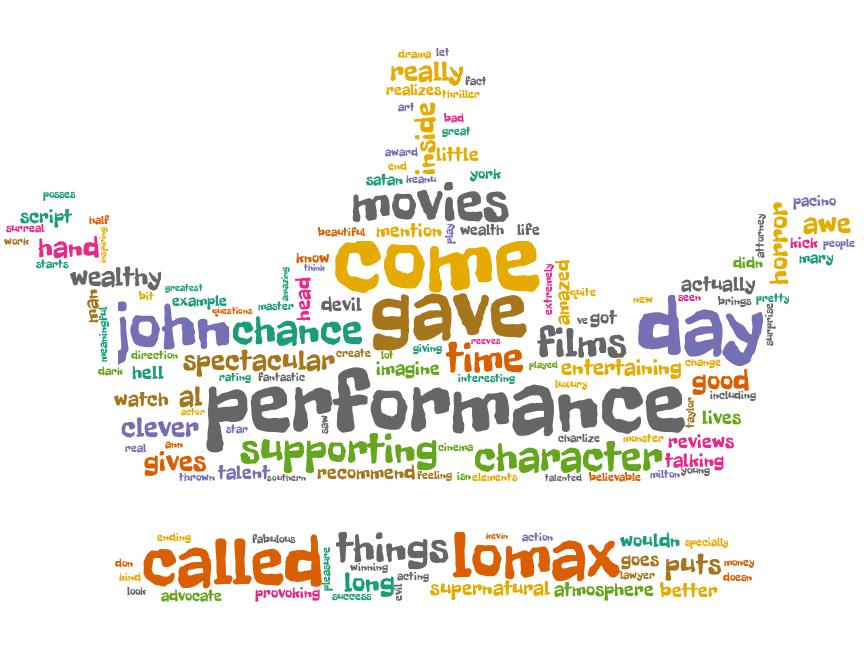 drama let
really fact
realizes thriller
art inside bad
great
award little
end
satan keanu york
posses
movies
script half pacino
surreal awe
work hand inspiring beautiful mention play wealth life attorney horror kick people
starts come didn mary
know
think
wealthy amazing head extremely amazed quite actually
man bit greatest devil gave new seen brings pretty
example master ve got day surprise
meaningful john questions chance films
direction spectacular create lot giving reeves time played entertaining change
dark hell imagine interesting good
rating fantastic luxury including
watch al performance taylor lives
actor
clever star saw charlize monster reviews
real ann supporting cinema character talking
gives thrown talent southern recommend feeling isn elements talented believable milton young
ending fabulous things kevin action wouldn specially
don called pleasure winning lomax goes puts money
kind long acting lawyer doesn
look advocate provoking success evil supernatural atmosphere better